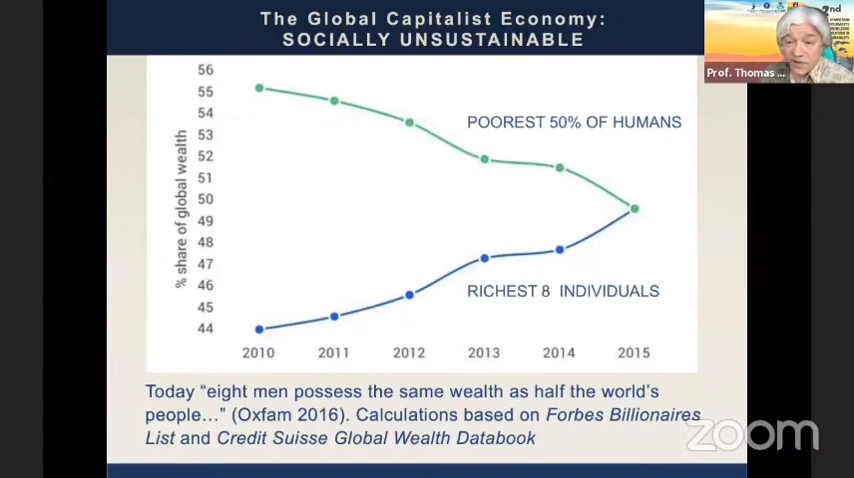 The Global Capitalist Economy:
SOCIALLY UNSUSTAINABLE
2nd
Prof. Thomas ...
56
55
54
53
52
51
50
49
48
47
46
45
44
% share of global wealth
POOREST 50% OF HUMANS
RICHEST 8 INDIVIDUALS
2010 2011 2012 2013 2014 2015
Today “eight men possess the same wealth as half the world’s
people…” (Oxfam 2016). Calculations based on Forbes Billionaires
List and Credit Suisse Global Wealth Databook
zoom